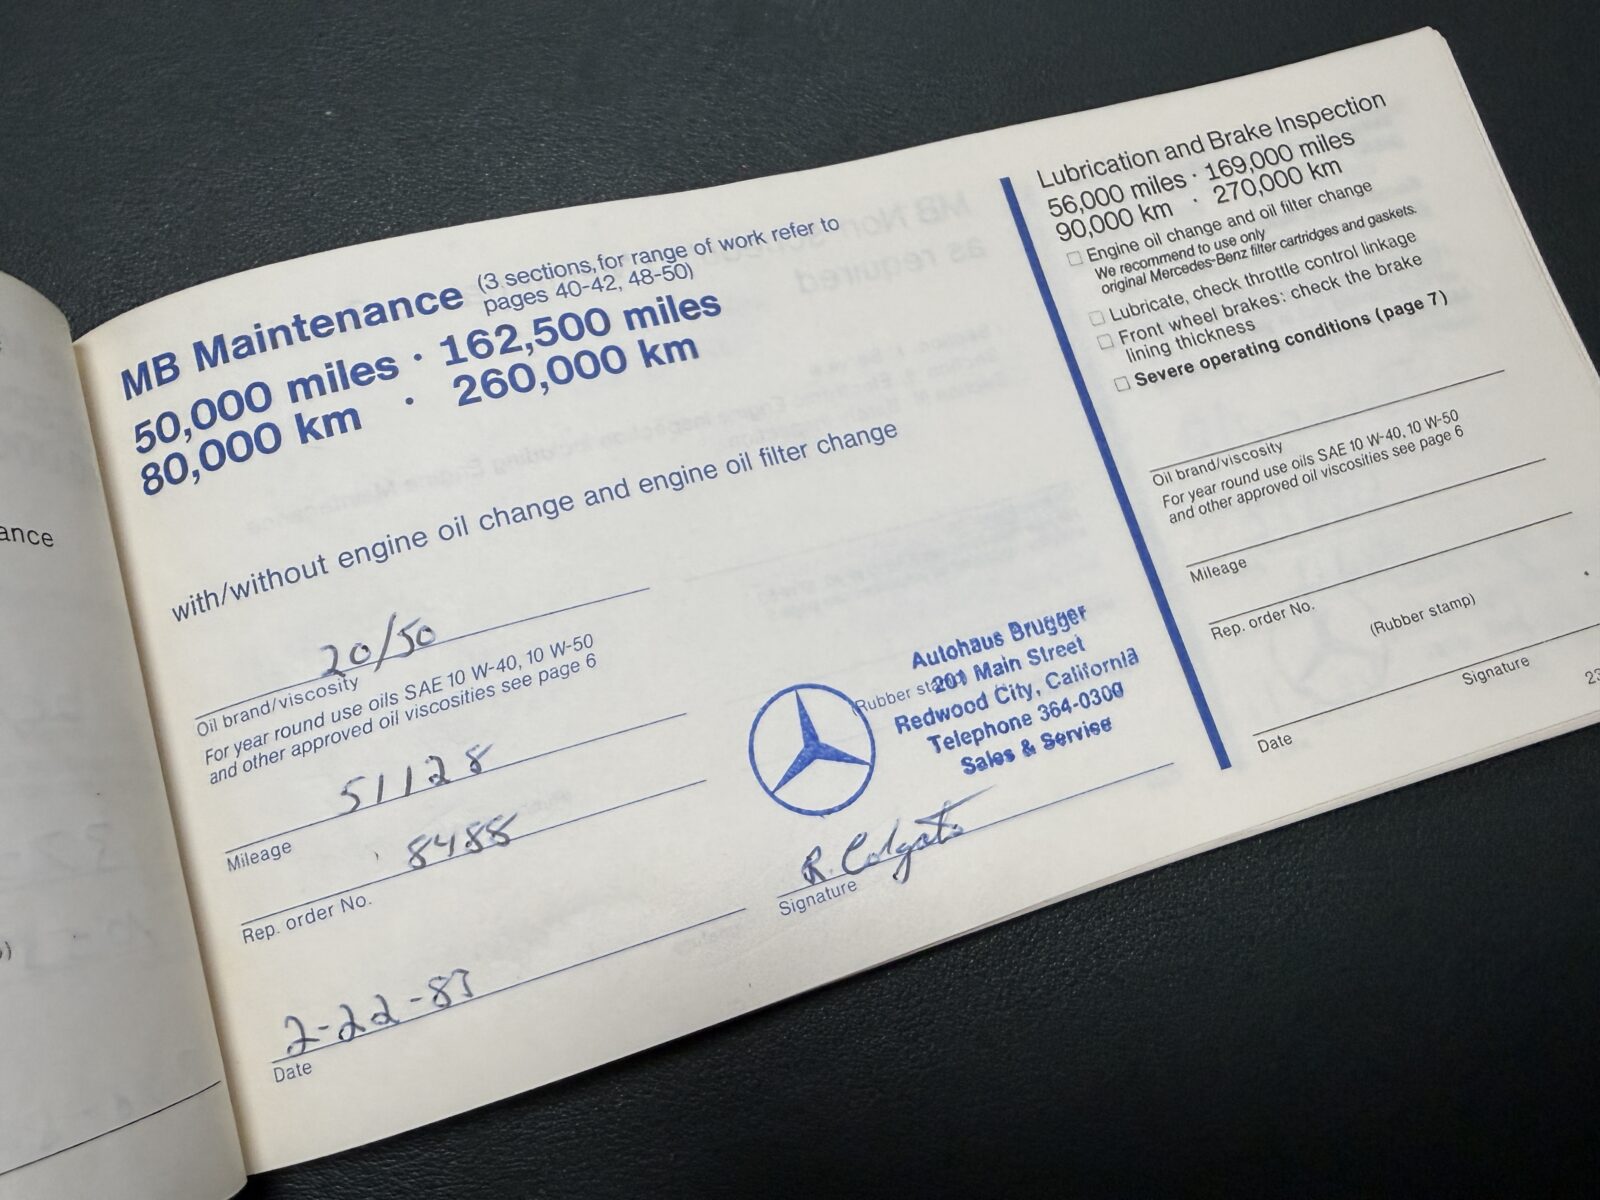 ance
MB Maintenance (3 sections, for range of work refer to
pages 40-42, 48-50)
50,000 miles · 162,500 miles
80,000 km · 260,000 km
with/without engine oil change and engine oil filter change
20/50
Oil brand/viscosity
For year round use oils SAE 10 W-40, 10 W-50
and other approved oil viscosities see page 6
51128
Mileage
8488
Rep. order No.
2-22-83
Date
Autohaus Brugger
201 Main Street
Redwood City, California
Telephone 364-0300
Sales & Service
(Rubber stamp)
R. Colgate
Signature
Lubrication and Brake Inspection
56,000 miles · 169,000 miles
90,000 km · 270,000 km
Engine oil change and oil filter change
We recommend to use only
original Mercedes-Benz filter cartridges and gaskets.
Lubricate, check throttle control linkage
Front wheel brakes: check the brake
lining thickness
Severe operating conditions (page 7)
Oil brand/viscosity
For year round use oils SAE 10 W-40, 10 W-50
and other approved oil viscosities see page 6
Mileage
Rep. order No.
(Rubber stamp)
Signature
Date
23